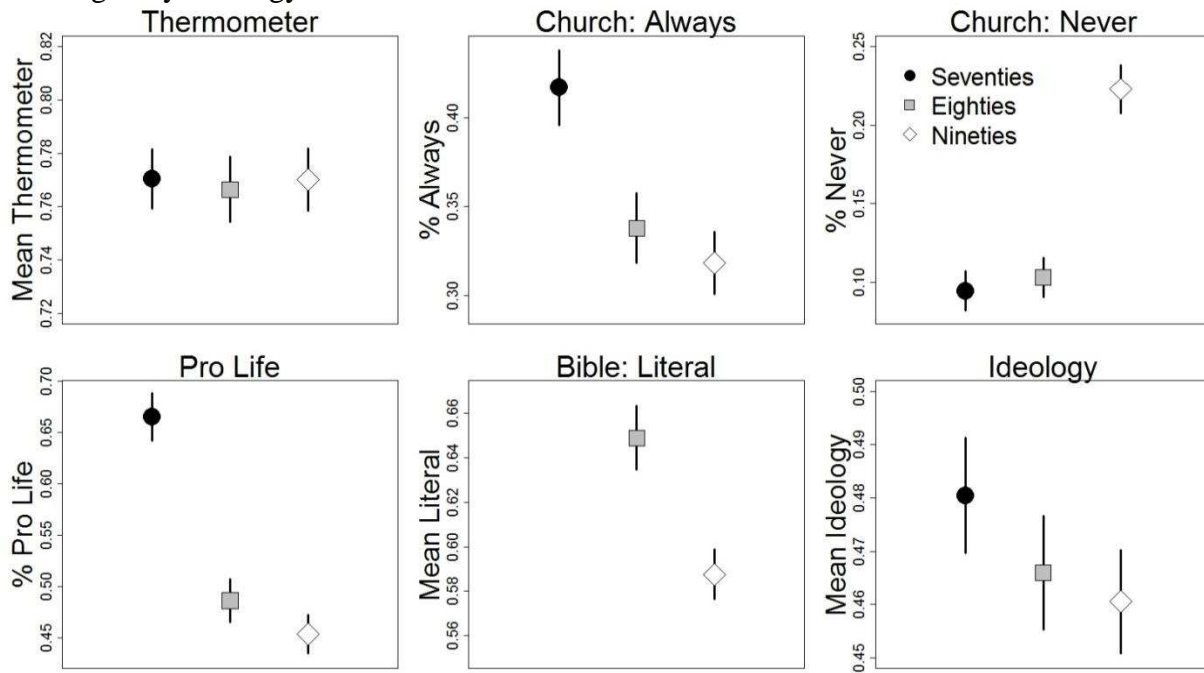 Thermometer
Mean Thermometer
0.82
0.80
0.78
0.76
0.74
0.72
Church: Always
% Always
0.40
0.35
0.30
Church: Never
% Never
0.25
0.20
0.15
0.10
Seventies
Eighties
Nineties
Pro Life
% Pro Life
0.70
0.65
0.60
0.55
0.50
0.45
Bible: Literal
Mean Literal
0.66
0.64
0.62
0.60
0.58
0.56
Ideology
Mean Ideology
0.50
0.49
0.48
0.47
0.46
0.45